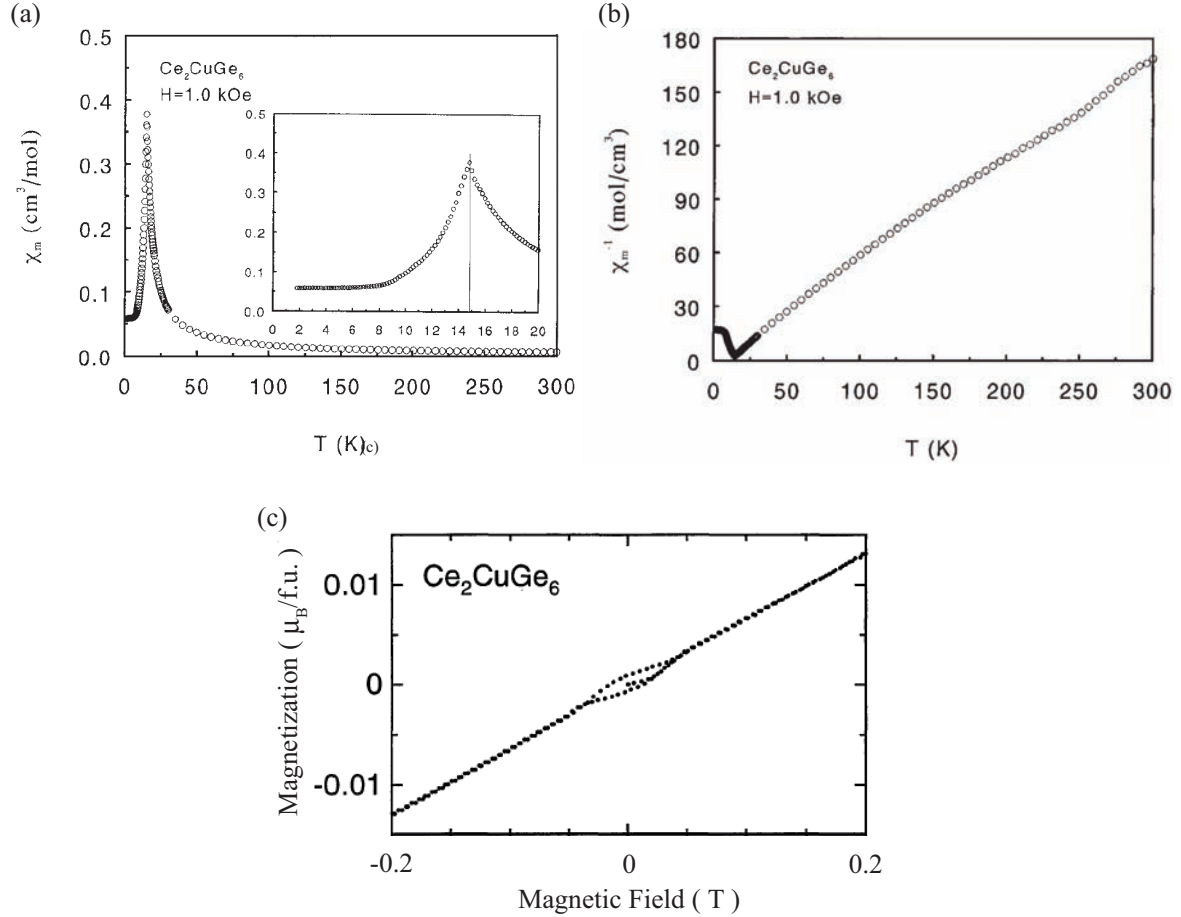 (a)
0.5
0.4
0.3
0.2
0.1
0.0
χm (cm³/mol)
Ce₂CuGe₆
H=1.0 kOe
0.5
0.4
0.3
0.2
0.1
0.0
0 2 4 6 8 10 12 14 16 18 20
0 50 100 150 200 250 300
T (K)(c)
(b)
180
150
120
90
60
30
0
χm⁻¹ (mol/cm³)
Ce₂CuGe₆
H=1.0 kOe
0 50 100 150 200 250 300
T (K)
(c)
Magnetization ( μB/f.u. )
Ce₂CuGe₆
0.01
0
-0.01
-0.2 0 0.2
Magnetic Field ( T )